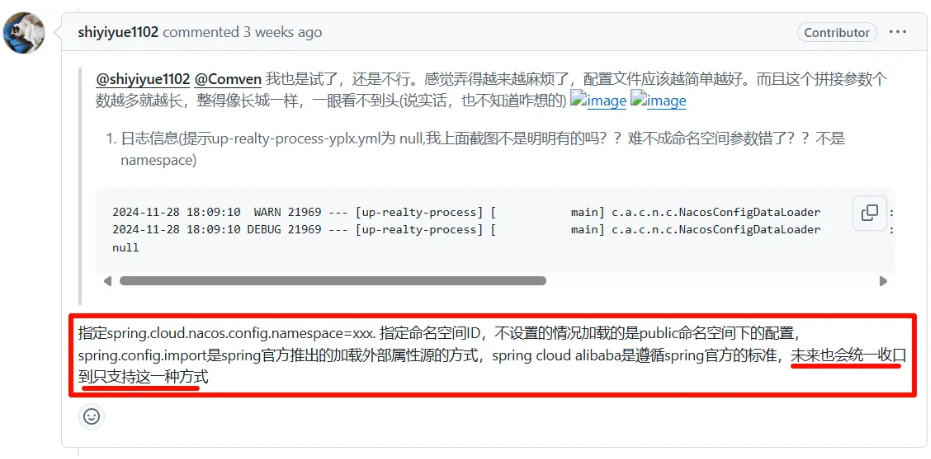 shiyiyue1102 commented 3 weeks ago
Contributor
@shiyiyue1102 @Comven 我也是试了，还是不行。感觉弄得越来越麻烦了，配置文件应该越简单越好。而且这个拼接参数个
数越多就越长，整得像长城一样，一眼看不到头(说实话，也不知道咋想的) image image
1. 日志信息(提示up-realty-process-yplx.yml为 null,我上面截图不是明明有的吗？？难不成命名空间参数错了？？不是
namespace)
2024-11-28 18:09:10  WARN 21969 --- [up-realty-process] [           main] c.a.c.n.c.NacosConfigDataLoader          :
2024-11-28 18:09:10 DEBUG 21969 --- [up-realty-process] [           main] c.a.c.n.c.NacosConfigDataLoader          :
null
指定spring.cloud.nacos.config.namespace=xxx. 指定命名空间ID，不设置的情况加载的是public命名空间下的配置，
spring.config.import是spring官方推出的加载外部属性源的方式，spring cloud alibaba是遵循spring官方的标准，未来也会统一收口
到只支持这一种方式